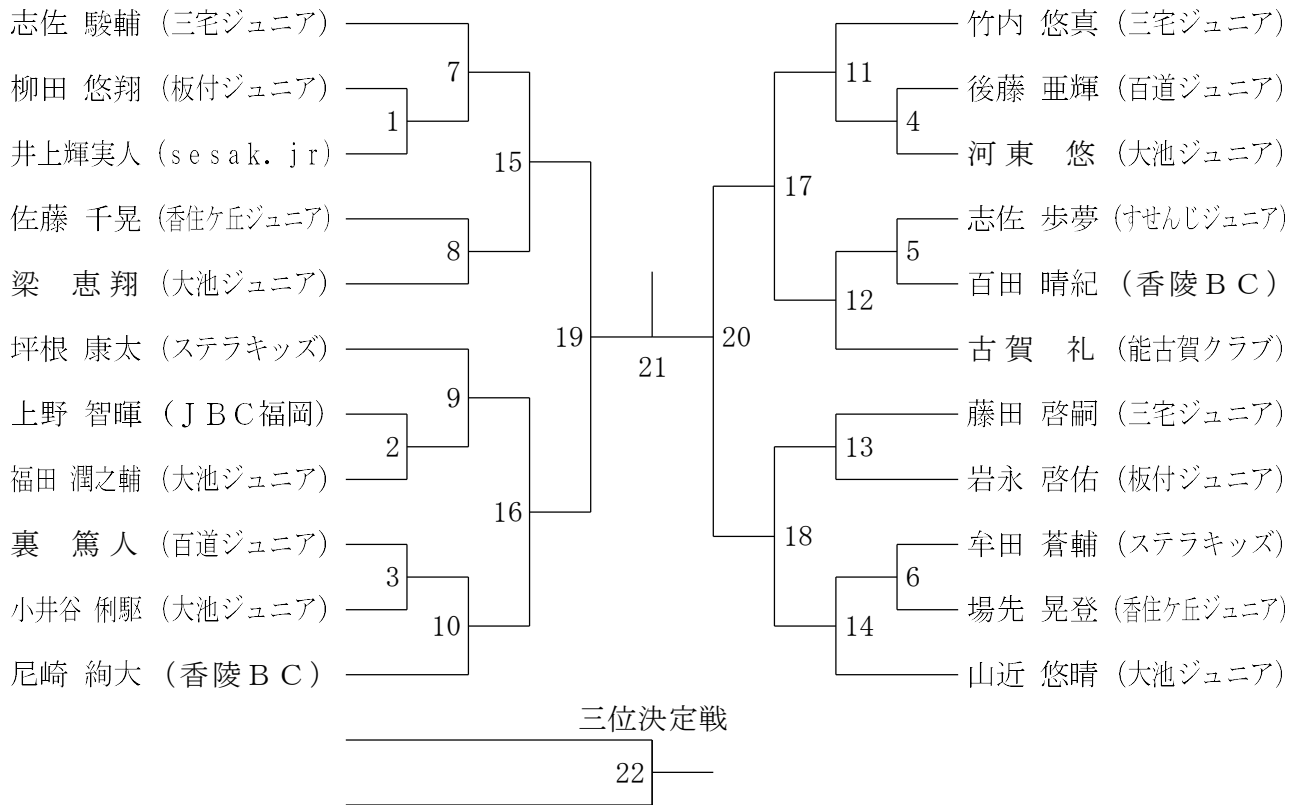 志佐 駿輔 (三宅ジュニア)
柳田 悠翔 (板付ジュニア)
井上輝実人 (sesak.jr)
佐藤 千晃 (香住ケ丘ジュニア)
梁 恵翔 (大池ジュニア)
坪根 康太 (ステラキッズ)
上野 智暉 (JBC福岡)
福田 潤之輔 (大池ジュニア)
裏 篤人 (百道ジュニア)
小井谷 俐駆 (大池ジュニア)
尼崎 絢大 (香陵BC)
7
1
15
8
19
9
2
16
3
10
21
20
11
4
17
5
12
13
18
6
14
竹内 悠真 (三宅ジュニア)
後藤 亜輝 (百道ジュニア)
河東 悠 (大池ジュニア)
志佐 歩夢 (すせんじジュニア)
百田 晴紀 (香陵BC)
古賀 礼 (能古賀クラブ)
藤田 啓嗣 (三宅ジュニア)
岩永 啓佑 (板付ジュニア)
牟田 蒼輔 (ステラキッズ)
場先 晃登 (香住ケ丘ジュニア)
山近 悠晴 (大池ジュニア)
三位決定戦
22